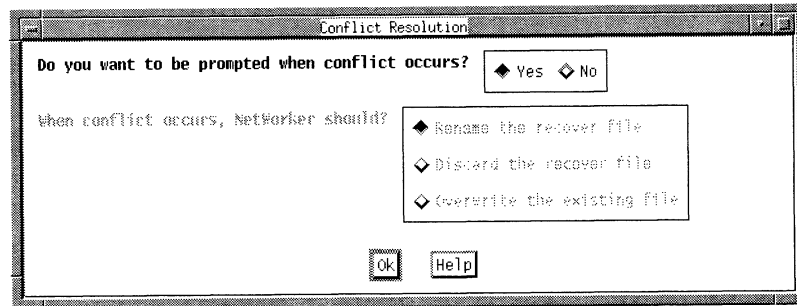 Conflict Resolution
Do you want to be prompted when conflict occurs? Yes No
When conflict occurs, NetWorker should?
Rename the recover file
Discard the recover file
Overwrite the existing file
Ok Help